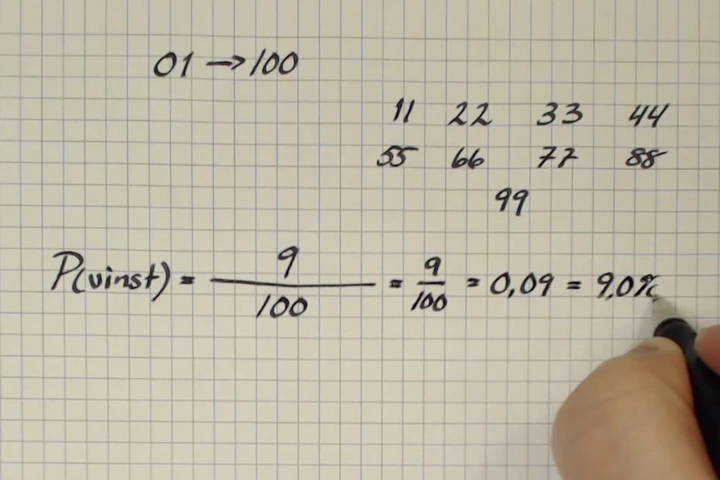 01 → 100
11 22 33 44
55 66 77 88
99
P(vinst) = 9/100 = 9/100 = 0,09 = 9,0%